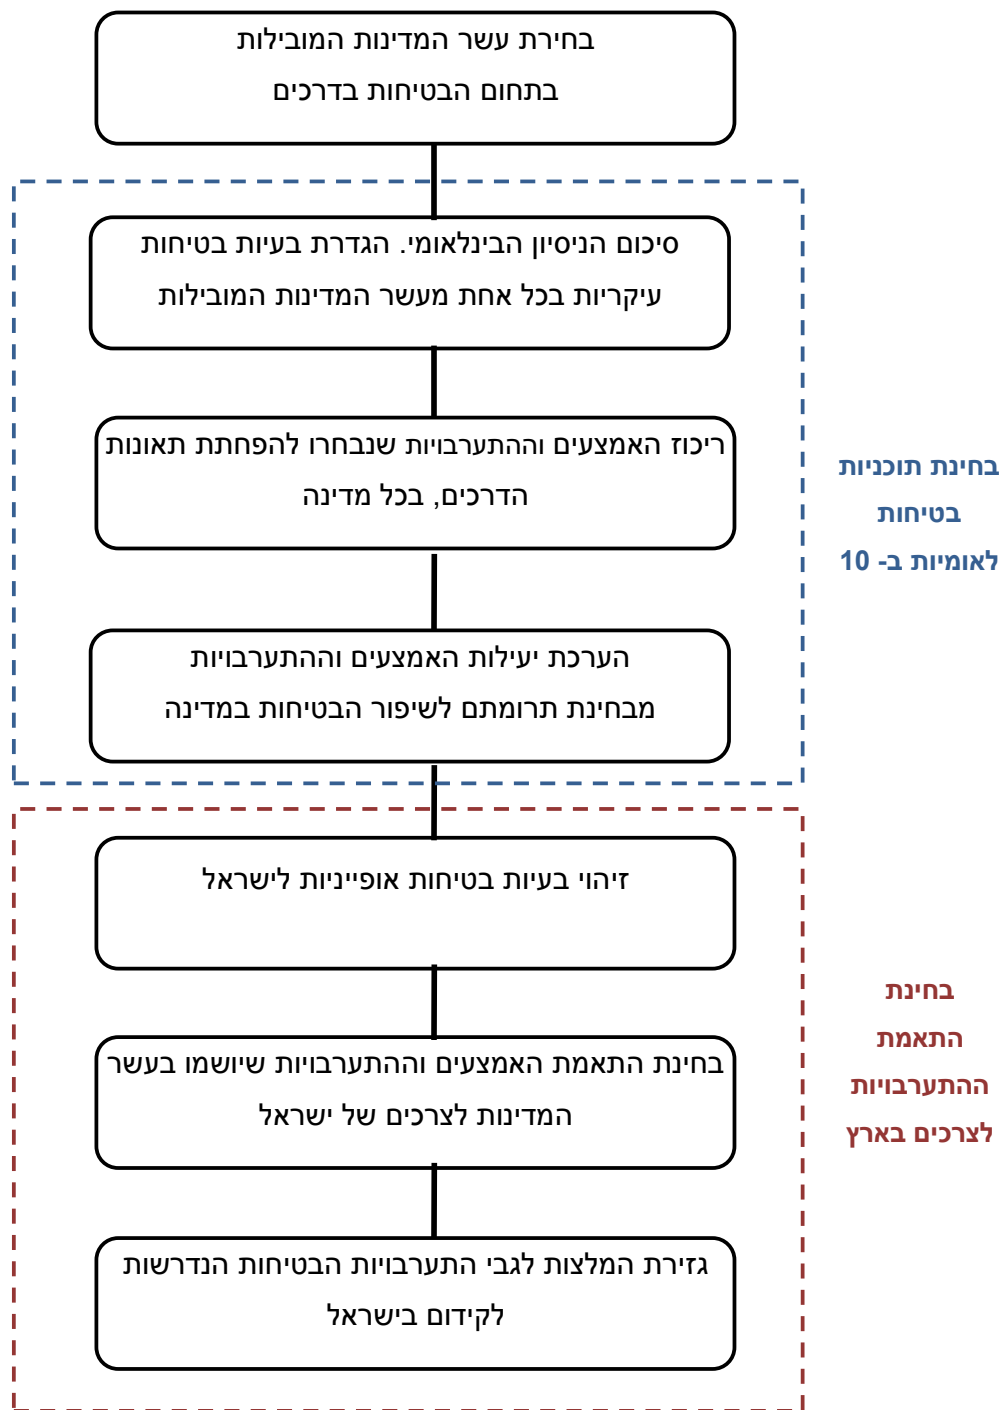 בחירת עשר המדינות המובילות
בתחום הבטיחות בדרכים
סיכום הניסיון הבינלאומי. הגדרת בעיות בטיחות
עיקריות בכל אחת מעשר המדינות המובילות
ריכוז האמצעים וההתערבויות שנבחרו להפחתת תאונות
הדרכים, בכל מדינה
הערכת יעילות האמצעים וההתערבויות
מבחינת תרומתם לשיפור הבטיחות במדינה
בחינת תוכניות
בטיחות
לאומיות ב- 10
זיהוי בעיות בטיחות אופייניות לישראל
בחינת התאמת האמצעים וההתערבויות שיושמו בעשר
המדינות לצרכים של ישראל
גזירת המלצות לגבי התערבויות הבטיחות הנדרשות
לקידום בישראל
בחינת
התאמת
ההתערבויות
לצרכים בארץ